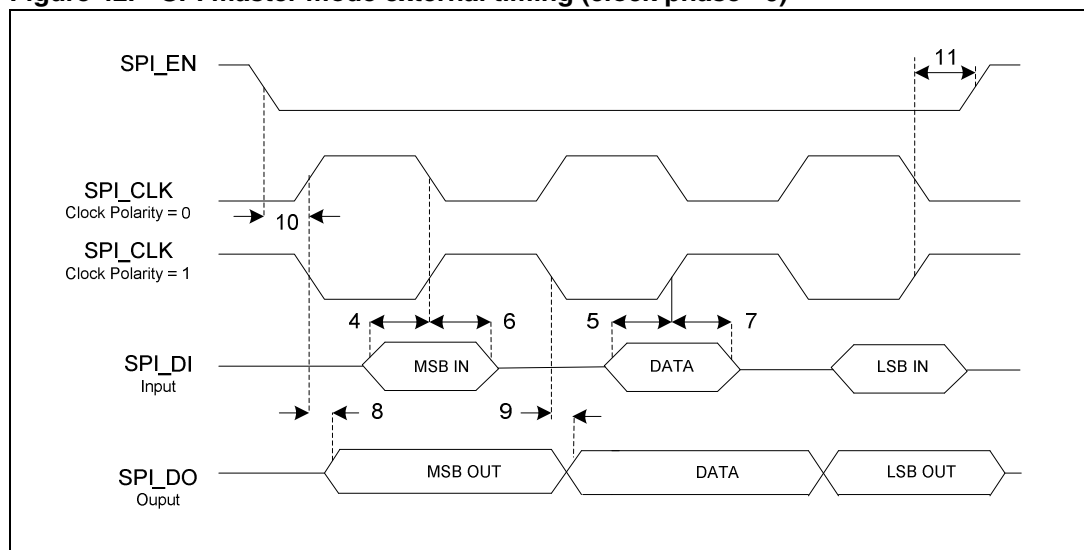 SPI_EN
11
SPI_CLK
Clock Polarity = 0
10
SPI_CLK
Clock Polarity = 1
4
6
5
7
SPI_DI
Input
MSB IN
DATA
LSB IN
8
9
SPI_DO
Ouput
MSB OUT
DATA
LSB OUT